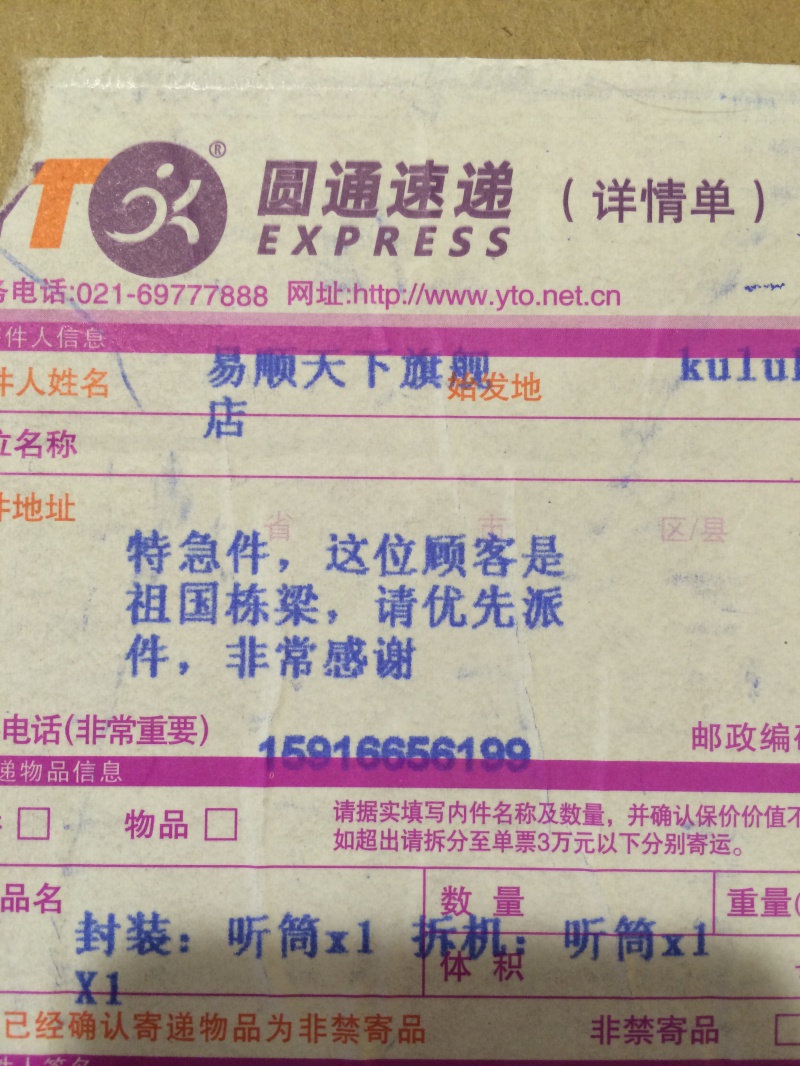 YTO ®
圆通速递 (详情单)
EXPRESS
务电话:021-69777888 网址:http://www.yto.net.cn
件人信息
件人姓名 易顺天下旗舰 始发地
店
位名称
件地址
省 市 区/县
特急件，这位顾客是
祖国栋梁，请优先派
件，非常感谢
电话(非常重要) 15916656199 邮政编码
递物品信息
物品
请据实填写内件名称及数量，并确认保价价值不
如超出请拆分至单票3万元以下分别寄运。
品名 数量 重量
封装：听筒x1 拆机：听筒x1
体积
X1
已经确认寄递物品为非禁寄品 非禁寄品